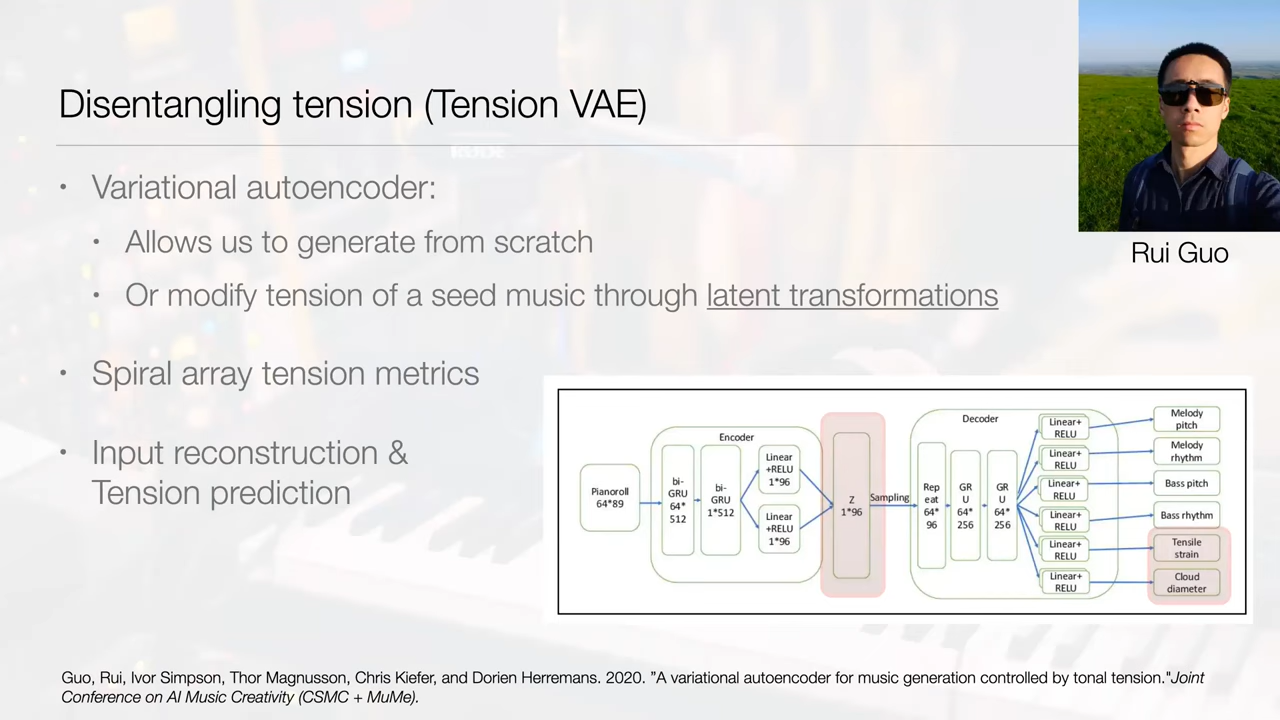 Disentangling tension (Tension VAE)
RODE
Rui Guo
• Variational autoencoder:
• Allows us to generate from scratch
• Or modify tension of a seed music through latent transformations
• Spiral array tension metrics
• Input reconstruction &
Tension prediction
Pianoroll
64*89
Encoder
bi-
GRU
64*
512
bi-
GRU
1*512
Linear
+RELU
1*96
Linear
+RELU
1*96
Z
1*96
Sampling
Decoder
Rep
eat
64*
96
GR
U
64*
256
GR
U
64*
256
Linear+
RELU
Linear+
RELU
Linear+
RELU
Linear+
RELU
Linear+
RELU
Linear+
RELU
Melody
pitch
Melody
rhythm
Bass pitch
Bass rhythm
Tensile
strain
Cloud
diameter
Guo, Rui, Ivor Simpson, Thor Magnusson, Chris Kiefer, and Dorien Herremans. 2020. ”A variational autoencoder for music generation controlled by tonal tension."Joint
Conference on AI Music Creativity (CSMC + MuMe).